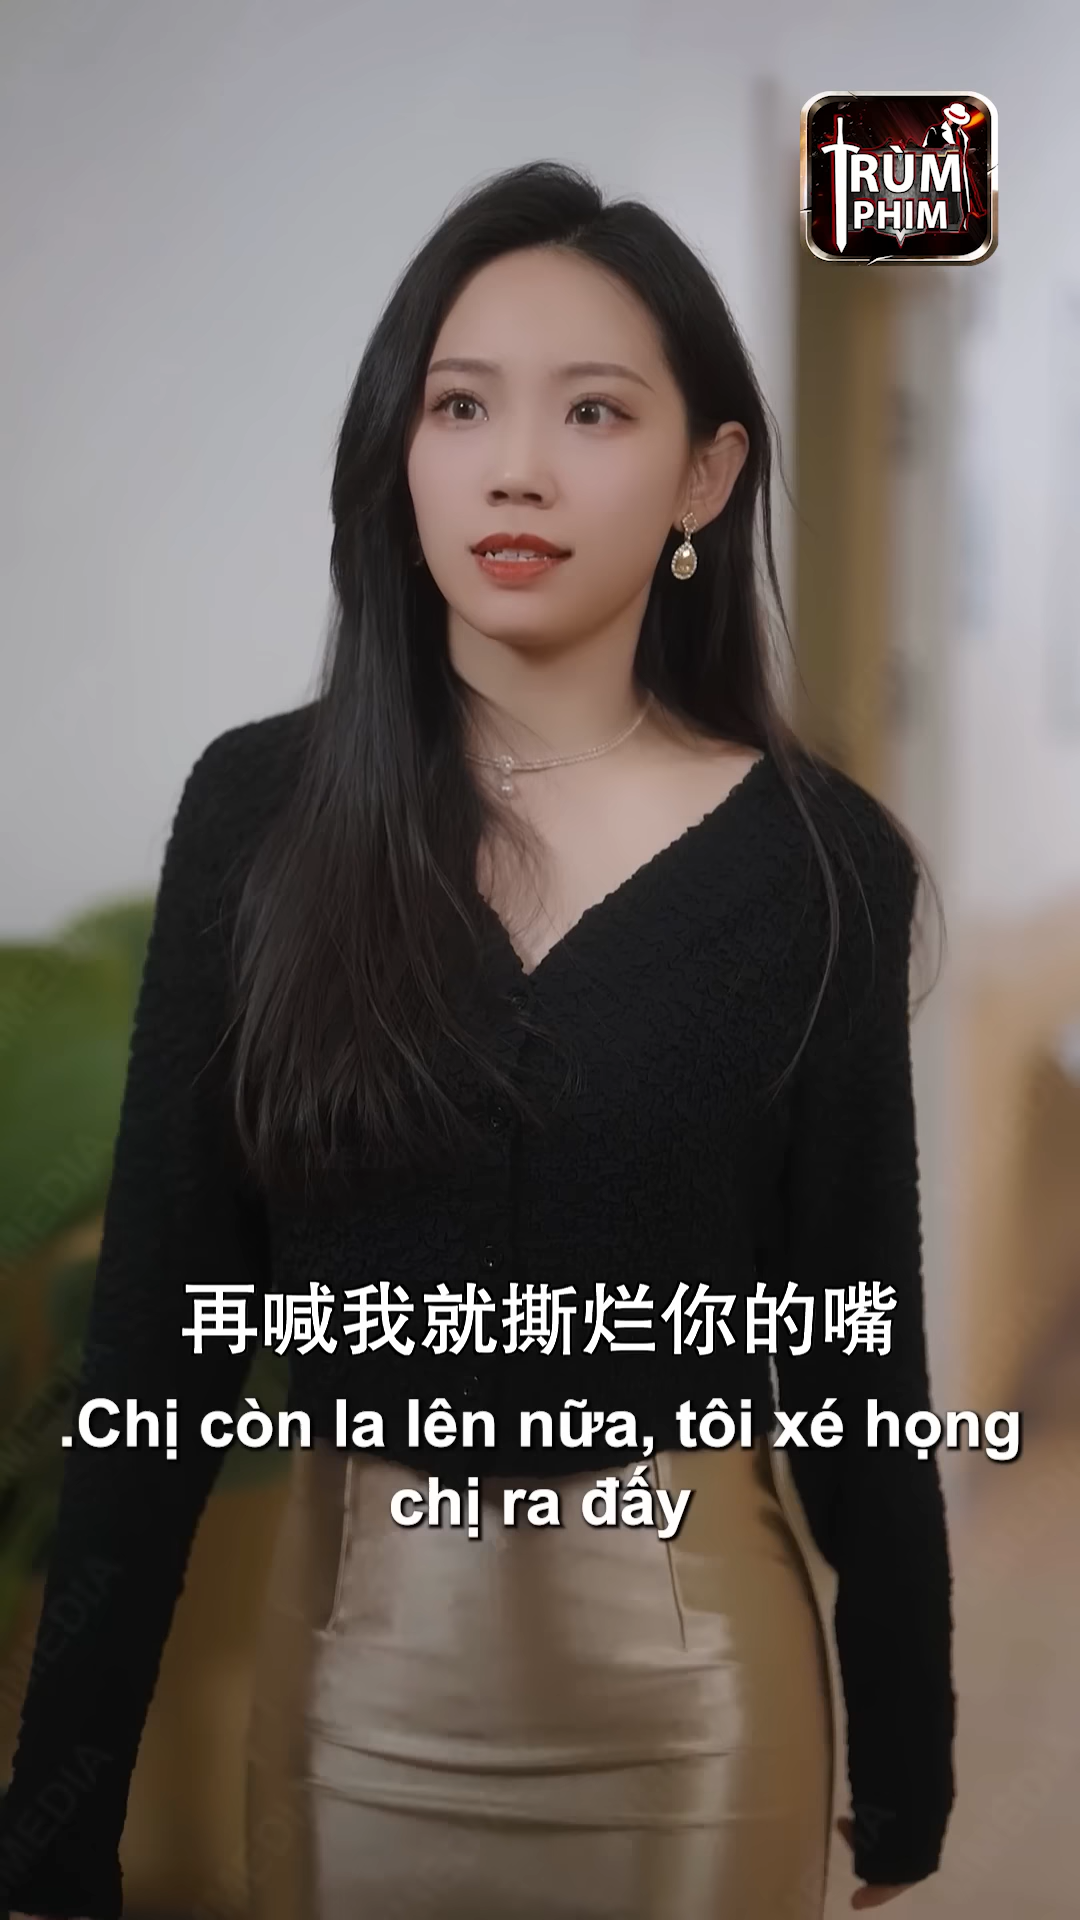 TRÙM
PHIM
再喊我就撕烂你的嘴
.Chị còn la lên nữa, tôi xé họng
chị ra đấy